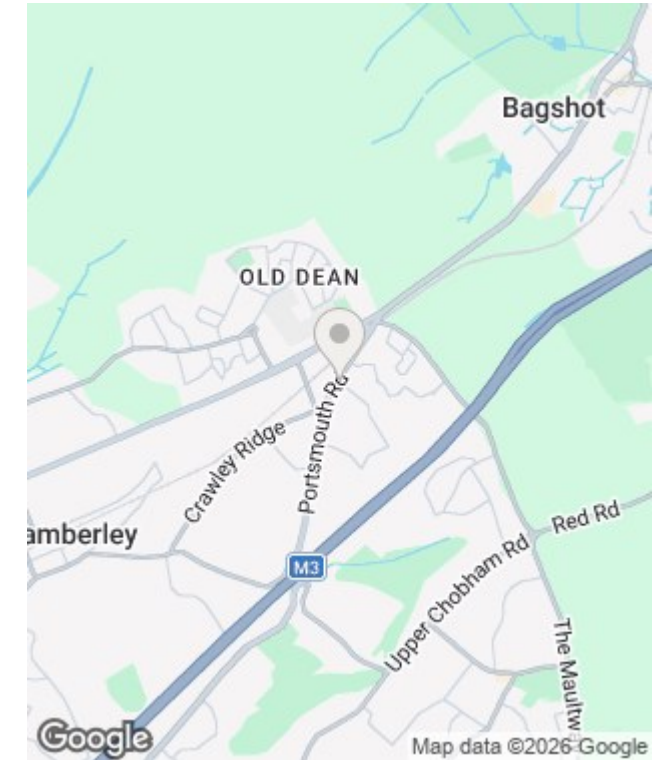 Bagshot
OLD DEAN
Portsmouth Rd
Crawley Ridge
amberley
Red Rd
M3
Upper Chobham Rd
The Maultw
Google
Map data ©2026 Google